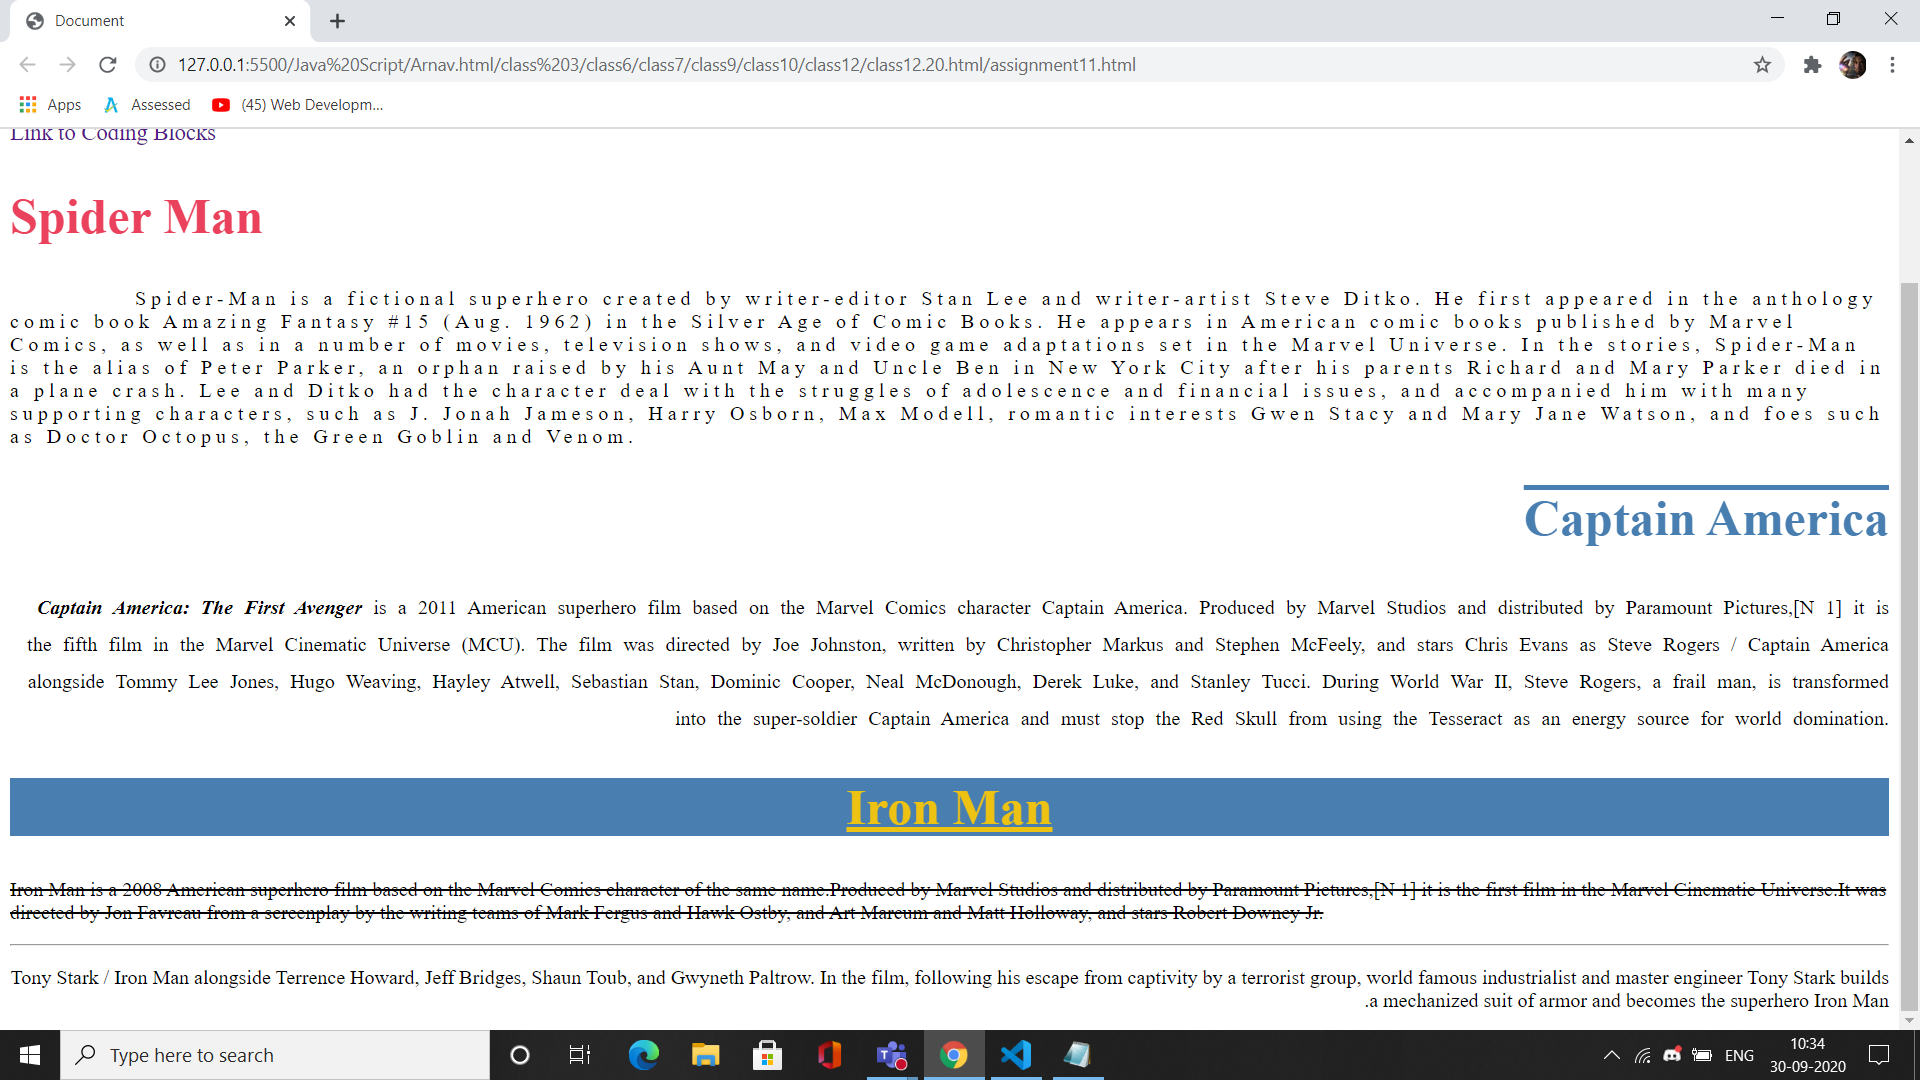 Document
127.0.0.1:5500/Java%20Script/Arnav.html/class%203/class6/class7/class9/class10/class12/class12.20.html/assignment11.html
Apps Assessed (45) Web Developm...
Link to Coding Blocks
Spider Man
Spider-Man is a fictional superhero created by writer-editor Stan Lee and writer-artist Steve Ditko. He first appeared in the anthology
comic book Amazing Fantasy #15 (Aug. 1962) in the Silver Age of Comic Books. He appears in American comic books published by Marvel
Comics, as well as in a number of movies, television shows, and video game adaptations set in the Marvel Universe. In the stories, Spider-Man
is the alias of Peter Parker, an orphan raised by his Aunt May and Uncle Ben in New York City after his parents Richard and Mary Parker died in
a plane crash. Lee and Ditko had the character deal with the struggles of adolescence and financial issues, and accompanied him with many
supporting characters, such as J. Jonah Jameson, Harry Osborn, Max Modell, romantic interests Gwen Stacy and Mary Jane Watson, and foes such
as Doctor Octopus, the Green Goblin and Venom.
Captain America
Captain America: The First Avenger is a 2011 American superhero film based on the Marvel Comics character Captain America. Produced by Marvel Studios and distributed by Paramount Pictures,[N 1] it is
the fifth film in the Marvel Cinematic Universe (MCU). The film was directed by Joe Johnston, written by Christopher Markus and Stephen McFeely, and stars Chris Evans as Steve Rogers / Captain America
alongside Tommy Lee Jones, Hugo Weaving, Hayley Atwell, Sebastian Stan, Dominic Cooper, Neal McDonough, Derek Luke, and Stanley Tucci. During World War II, Steve Rogers, a frail man, is transformed
into the super-soldier Captain America and must stop the Red Skull from using the Tesseract as an energy source for world domination.
Iron Man
Iron Man is a 2008 American superhero film based on the Marvel Comics character of the same name.Produced by Marvel Studios and distributed by Paramount Pictures,[N 1] it is the first film in the Marvel Cinematic Universe.It was
directed by Jon Favreau from a screenplay by the writing teams of Mark Fergus and Hawk Ostby, and Art Marcum and Matt Holloway, and stars Robert Downey Jr.
Tony Stark / Iron Man alongside Terrence Howard, Jeff Bridges, Shaun Toub, and Gwyneth Paltrow. In the film, following his escape from captivity by a terrorist group, world famous industrialist and master engineer Tony Stark builds
.a mechanized suit of armor and becomes the superhero Iron Man
Type here to search
ENG
10:34
30-09-2020